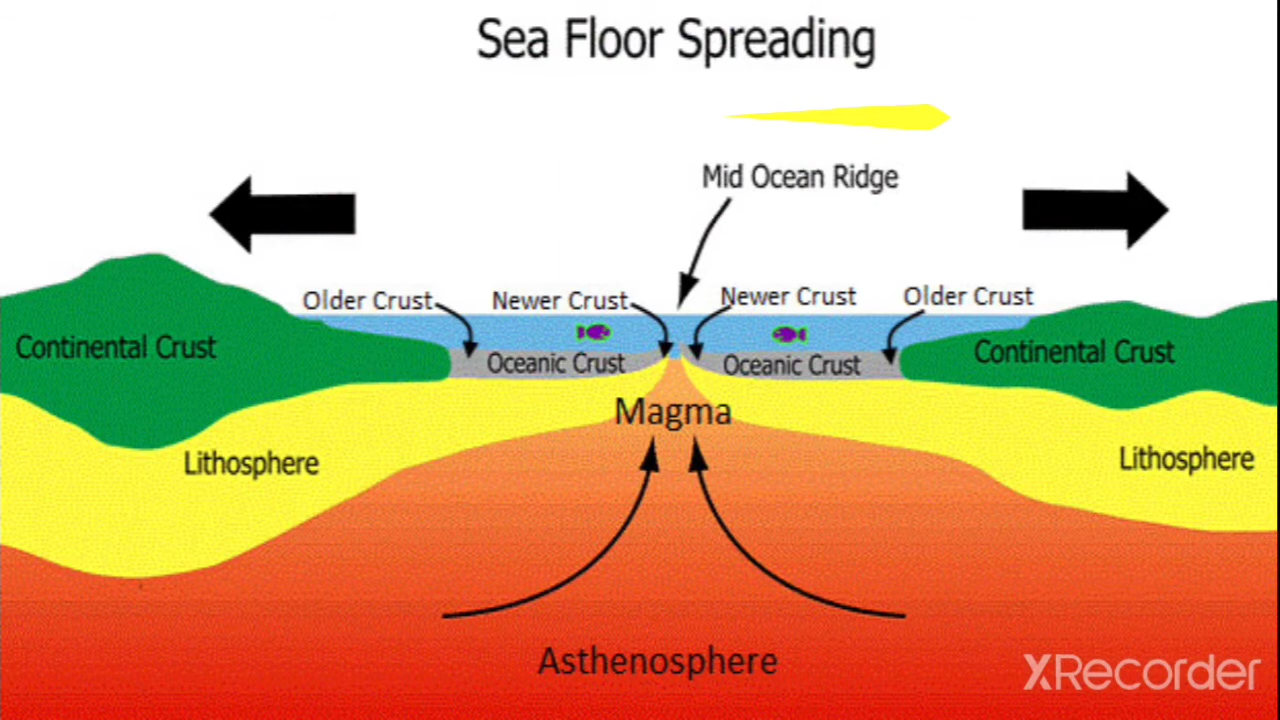 Sea Floor Spreading
Mid Ocean Ridge
Older Crust
Newer Crust
Newer Crust
Older Crust
Continental Crust
Oceanic Crust
Oceanic Crust
Continental Crust
Magma
Lithosphere
Lithosphere
Asthenosphere
XRecorder